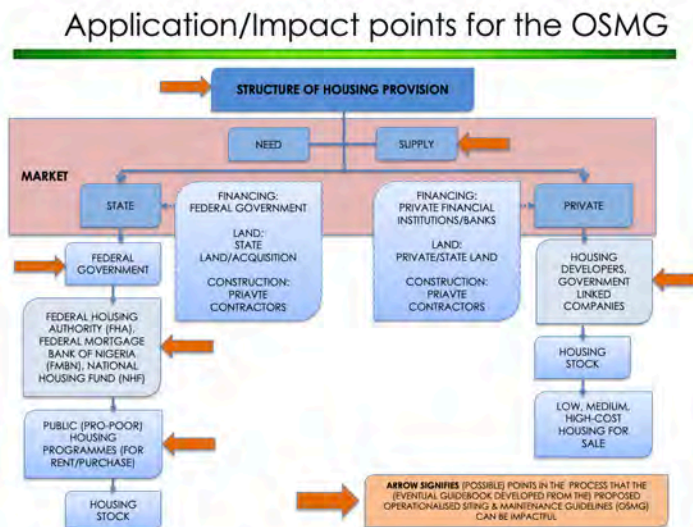 Application/Impact points for the OSMG
STRUCTURE OF HOUSING PROVISION
NEED
SUPPLY
MARKET
STATE
FINANCING:
FEDERAL GOVERNMENT
LAND:
STATE
LAND/ACQUISITION
CONSTRUCTION:
PRIAVTE
CONTRACTORS
FINANCING:
PRIVATE FINANCIAL
INSTITUTIONS/BANKS
LAND:
PRIVATE/STATE LAND
CONSTRUCTION:
PRIAVTE
CONTRACTORS
PRIVATE
FEDERAL
GOVERNMENT
HOUSING
DEVELOPERS,
GOVERNMENT
LINKED
COMPANIES
FEDERAL HOUSING
AUTHORITY (FHA),
FEDERAL MORTGAGE
BANK OF NIGERIA
(FMBN), NATIONAL
HOUSING FUND (NHF)
HOUSING
STOCK
PUBLIC (PRO-POOR)
HOUSING
PROGRAMMES (FOR
RENT/PURCHASE)
LOW, MEDIUM,
HIGH-COST
HOUSING FOR
SALE
HOUSING
STOCK
ARROW SIGNIFIES (POSSIBLE) POINTS IN THE PROCESS THAT THE
(EVENTUAL GUIDEBOOK DEVELOPED FROM THE) PROPOSED
OPERATIONALISED SITING & MAINTENANCE GUIDELINES (OSMG)
CAN BE IMPACTFUL